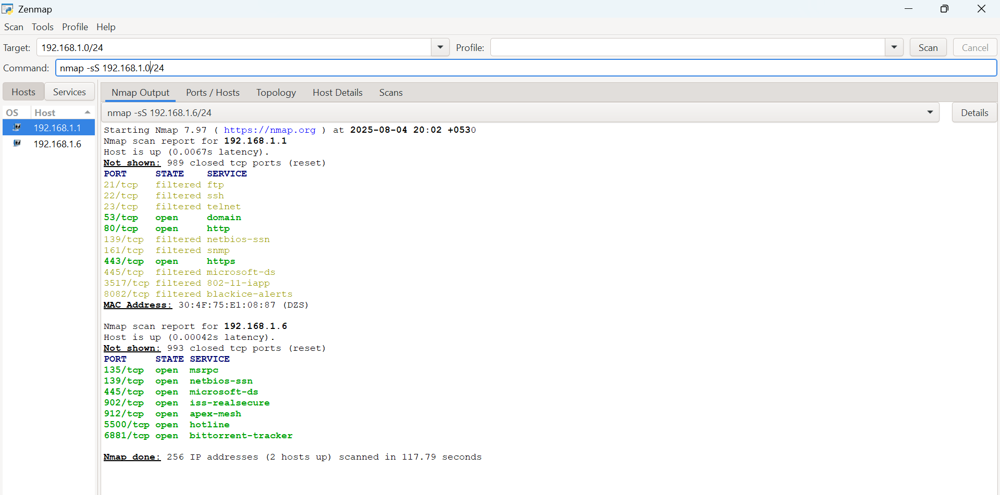 Zenmap
Scan Tools Profile Help
Target: 192.168.1.0/24 Profile: Scan Cancel
Command: nmap -sS 192.168.1.0/24
Hosts Services
Nmap Output Ports / Hosts Topology Host Details Scans
OS Host
nmap -sS 192.168.1.6/24 Details
192.168.1.1
192.168.1.6
Starting Nmap 7.97 ( https://nmap.org ) at 2025-08-04 20:02 +0530
Nmap scan report for 192.168.1.1
Host is up (0.0067s latency).
Not shown: 989 closed tcp ports (reset)
PORT STATE SERVICE
21/tcp filtered ftp
22/tcp filtered ssh
23/tcp filtered telnet
53/tcp open domain
80/tcp open http
139/tcp filtered netbios-ssn
161/tcp filtered snmp
443/tcp open https
445/tcp filtered microsoft-ds
3517/tcp filtered 802-11-iapp
8082/tcp filtered blackice-alerts
MAC Address: 30:4F:75:E1:08:87 (DZS)
Nmap scan report for 192.168.1.6
Host is up (0.00042s latency).
Not shown: 993 closed tcp ports (reset)
PORT STATE SERVICE
135/tcp open msrpc
139/tcp open netbios-ssn
445/tcp open microsoft-ds
902/tcp open iss-realsecure
912/tcp open apex-mesh
5500/tcp open hotline
6881/tcp open bittorrent-tracker
Nmap done: 256 IP addresses (2 hosts up) scanned in 117.79 seconds